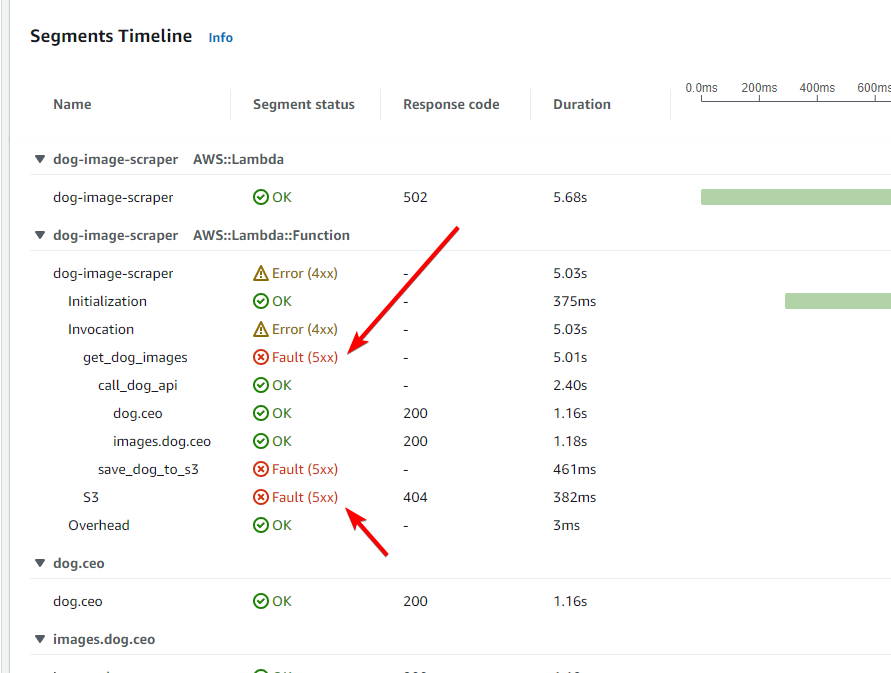 Segments Timeline Info
Name Segment status Response code Duration 0.0ms 200ms 400ms 600ms
dog-image-scraper AWS::Lambda
dog-image-scraper OK 502 5.68s
dog-image-scraper AWS::Lambda::Function
dog-image-scraper Error (4xx) - 5.03s
Initialization OK - 375ms
Invocation Error (4xx) - 5.03s
get_dog_images Fault (5xx) - 5.01s
call_dog_api OK - 2.40s
dog.ceo OK 200 1.16s
images.dog.ceo OK 200 1.18s
save_dog_to_s3 Fault (5xx) - 461ms
S3 Fault (5xx) 404 382ms
Overhead OK - 3ms
dog.ceo
dog.ceo OK 200 1.16s
images.dog.ceo